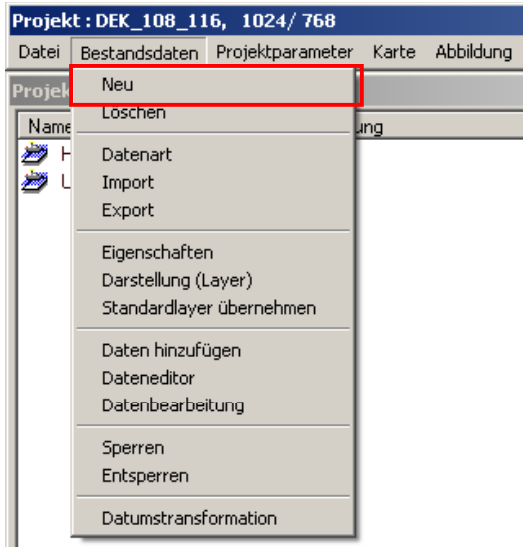 Projekt : DEK_108_116, 1024/ 768
Datei Bestandsdaten Projektparameter Karte Abbildung
Neu
Löschen
Datenart
Import
Export
Eigenschaften
Darstellung (Layer)
Standardlayer übernehmen
Daten hinzufügen
Dateneditor
Datenbearbeitung
Sperren
Entsperren
Datumstransformation
Projek
Name
ung
H
U